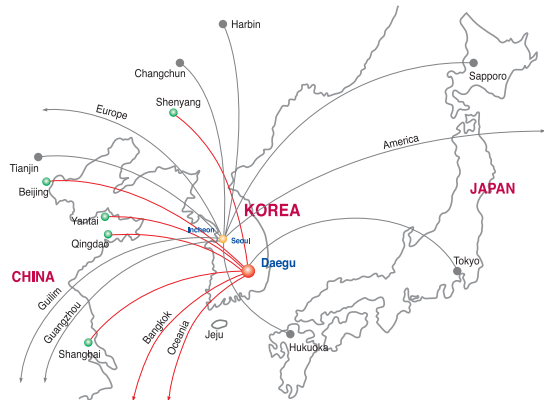 Harbin
Changchun
Sapporo
Shenyang
Europe
America
Tianjin
Beijing
KOREA
JAPAN
Yantai
Incheon
Seoul
Qingdao
Daegu
Tokyo
CHINA
Guilim
Guangzhou
Bangkok
Oceania
Jeju
Hukuoka
Shanghai